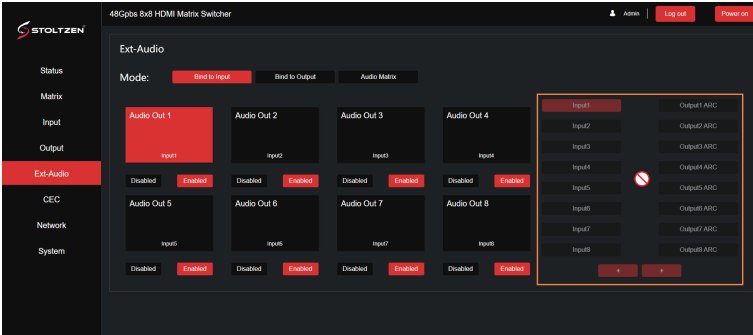 48Gpbs 8x8 HDMI Matrix Switcher
Admin
Log out
Power on
STOLTZEN
Status
Matrix
Input
Output
Ext-Audio
CEC
Network
System
Ext-Audio
Mode:
Bind to Input
Bind to Output
Audio Matrix
Audio Out 1
Input1
Disabled
Enabled
Audio Out 2
Input2
Disabled
Enabled
Audio Out 3
Input3
Disabled
Enabled
Audio Out 4
Input4
Disabled
Enabled
Audio Out 5
Input5
Disabled
Enabled
Audio Out 6
Input6
Disabled
Enabled
Audio Out 7
Input7
Disabled
Enabled
Audio Out 8
Input8
Disabled
Enabled
Input1
Input2
Input3
Input4
Input5
Input6
Input7
Input8
Output1 ARC
Output2 ARC
Output3 ARC
Output4 ARC
Output5 ARC
Output6 ARC
Output7 ARC
Output8 ARC